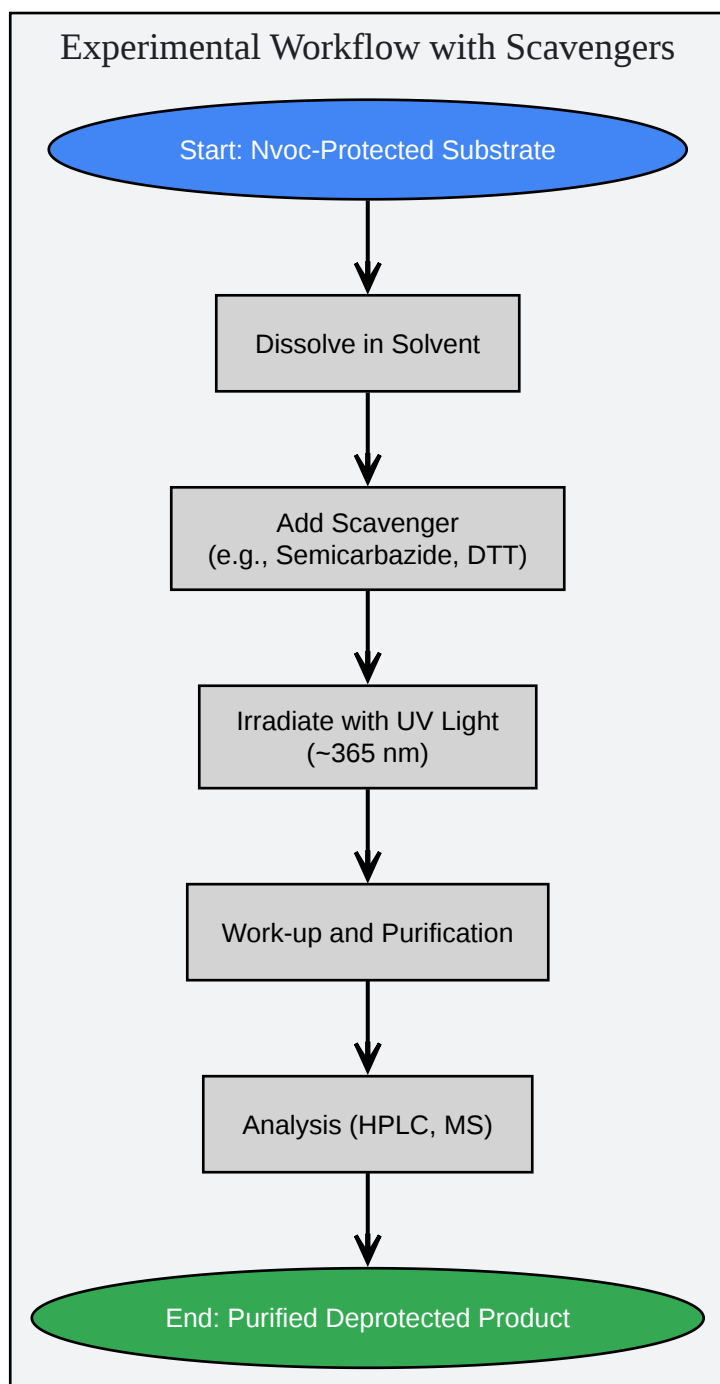 Experimental Workflow with Scavengers
Start: Nvoc-Protected Substrate
Dissolve in Solvent
Add Scavenger
(e.g., Semicarbazide, DTT)
Irradiate with UV Light
(~365 nm)
Work-up and Purification
Analysis (HPLC, MS)
End: Purified Deprotected Product